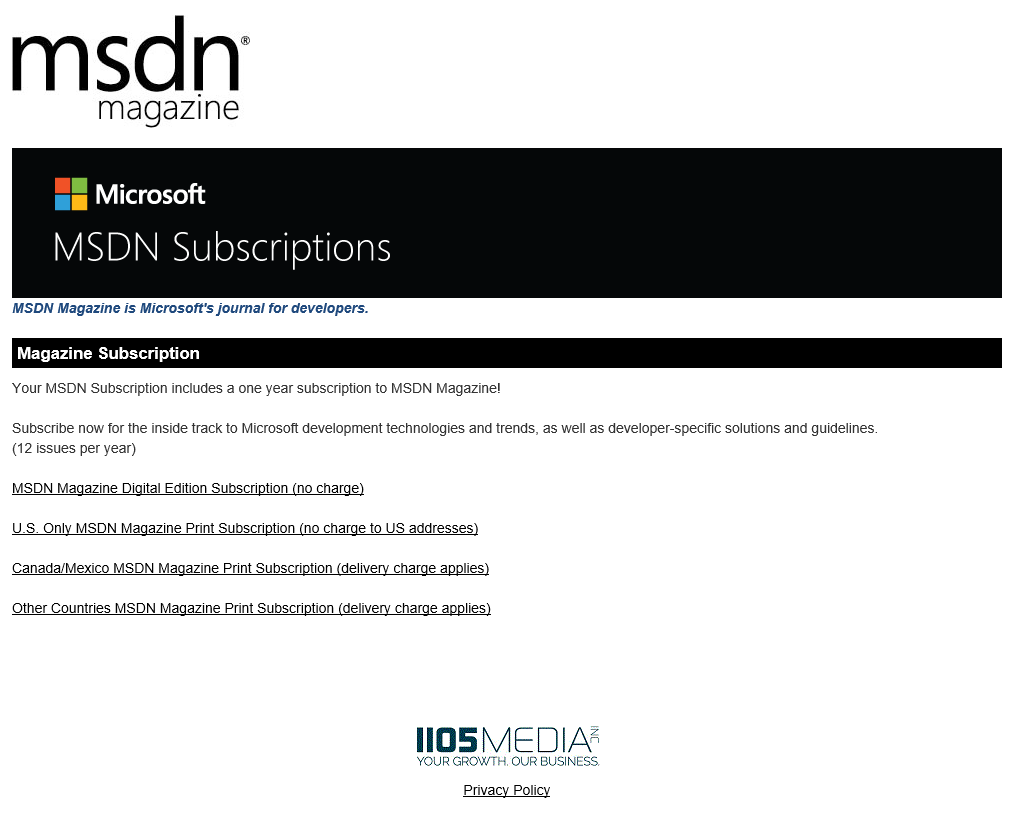 msdn®
magazine
Microsoft
MSDN Subscriptions
MSDN Magazine is Microsoft's journal for developers.
Magazine Subscription
Your MSDN Subscription includes a one year subscription to MSDN Magazine!
Subscribe now for the inside track to Microsoft development technologies and trends, as well as developer-specific solutions and guidelines.
(12 issues per year)
MSDN Magazine Digital Edition Subscription (no charge)
U.S. Only MSDN Magazine Print Subscription (no charge to US addresses)
Canada/Mexico MSDN Magazine Print Subscription (delivery charge applies)
Other Countries MSDN Magazine Print Subscription (delivery charge applies)
1105 MEDIA INC
YOUR GROWTH. OUR BUSINESS.
Privacy Policy